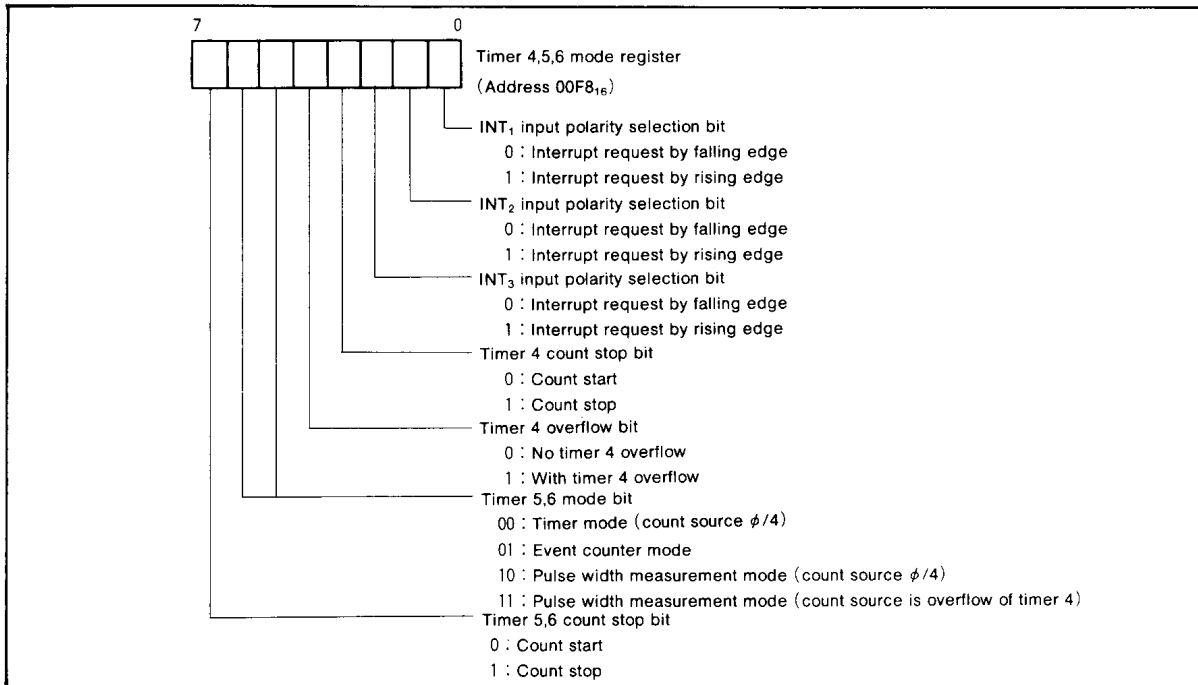 7 0
Timer 4,5,6 mode register
(Address 00F8₁₆)
INT₁ input polarity selection bit
0 : Interrupt request by falling edge
1 : Interrupt request by rising edge
INT₂ input polarity selection bit
0 : Interrupt request by falling edge
1 : Interrupt request by rising edge
INT₃ input polarity selection bit
0 : Interrupt request by falling edge
1 : Interrupt request by rising edge
Timer 4 count stop bit
0 : Count start
1 : Count stop
Timer 4 overflow bit
0 : No timer 4 overflow
1 : With timer 4 overflow
Timer 5,6 mode bit
00 : Timer mode (count source φ/4)
01 : Event counter mode
10 : Pulse width measurement mode (count source φ/4)
11 : Pulse width measurement mode (count source is overflow of timer 4)
Timer 5,6 count stop bit
0 : Count start
1 : Count stop